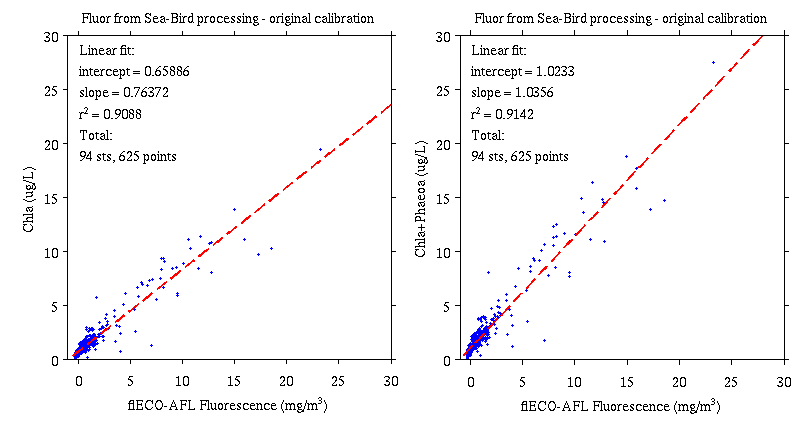 Fluor from Sea-Bird processing - original calibration
Linear fit:
intercept = 0.65886
slope = 0.76372
r² = 0.9088
Total:
94 sts, 625 points
Chla (ug/L)
30
25
20
15
10
5
0
0 5 10 15 20 25 30
flECO-AFL Fluorescence (mg/m³)
Fluor from Sea-Bird processing - original calibration
Linear fit:
intercept = 1.0233
slope = 1.0356
r² = 0.9142
Total:
94 sts, 625 points
Chla+Phaeoa (ug/L)
30
25
20
15
10
5
0
0 5 10 15 20 25 30
flECO-AFL Fluorescence (mg/m³)